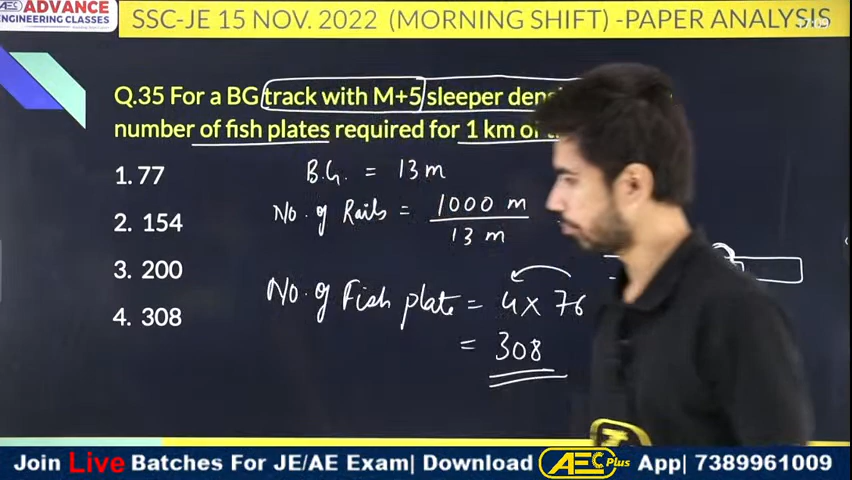 AEC ADVANCE
ENGINEERING CLASSES
SSC-JE 15 NOV. 2022 (MORNING SHIFT) -PAPER ANALYSIS
Q.35 For a BG track with M+5 sleeper
number of fish plates required for 1 km
1. 77
2. 154
3. 200
4. 308
B.G. = 13 m
No. of Rails = 1000 m
13 m
No. of Fish plate = 4 x 76
= 308
Join Live Batches For JE/AE Exam| Download AEC Plus App| 7389961009